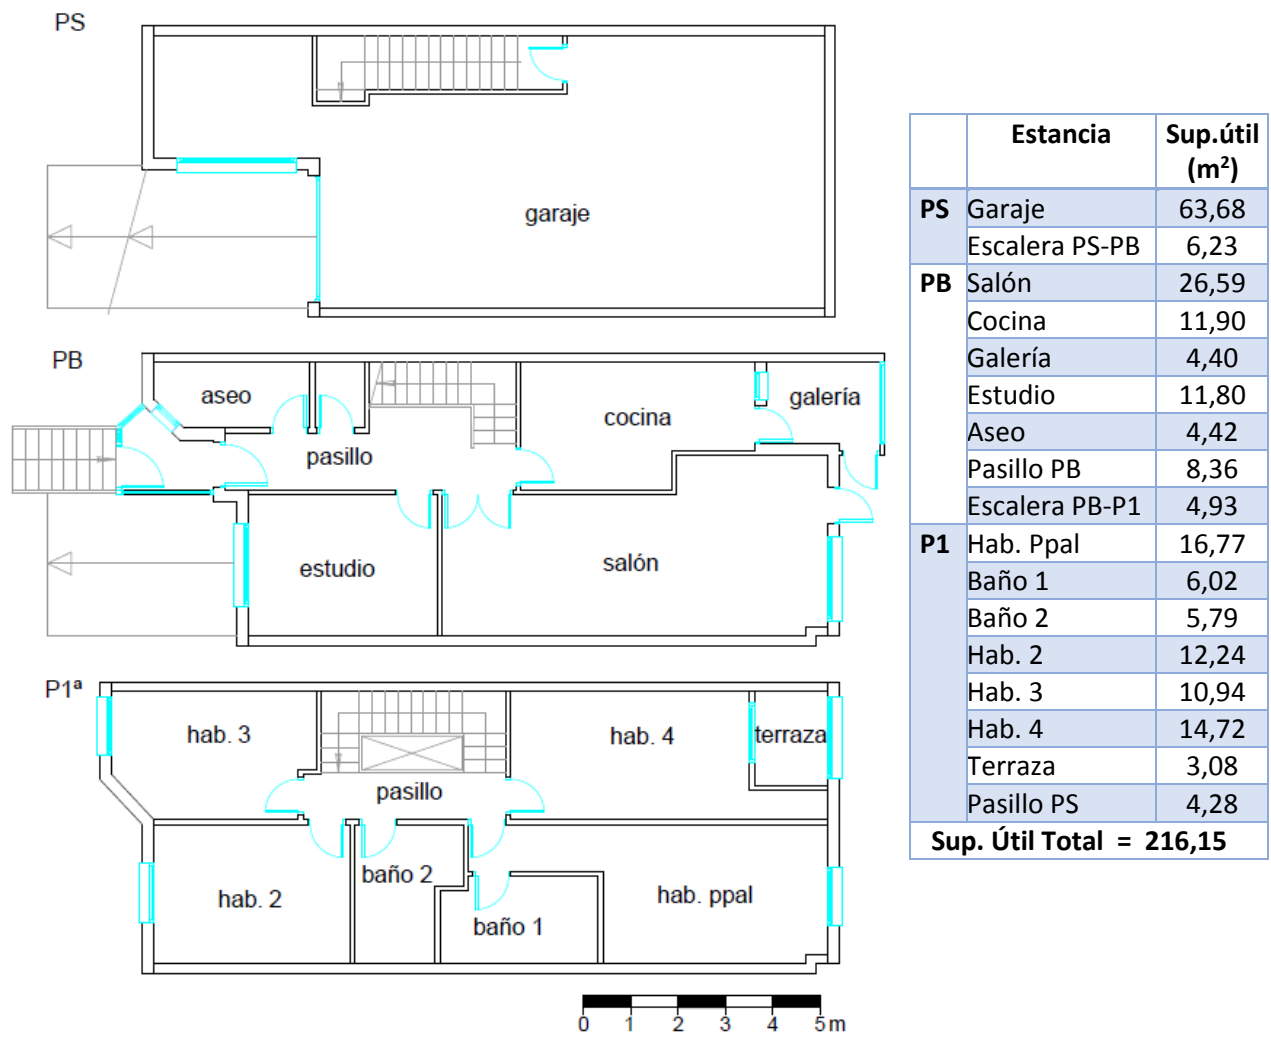 PS
garaje
PB
aseo
pasillo
cocina
galería
estudio
salón
P1ª
hab. 3
hab. 4
terraza
pasillo
hab. 2
baño 2
baño 1
hab. ppal
0 1 2 3 4 5 m
Estancia Sup.útil
(m²)
PS Garaje 63,68
Escalera PS-PB 6,23
PB Salón 26,59
Cocina 11,90
Galería 4,40
Estudio 11,80
Aseo 4,42
Pasillo PB 8,36
Escalera PB-P1 4,93
P1 Hab. Ppal 16,77
Baño 1 6,02
Baño 2 5,79
Hab. 2 12,24
Hab. 3 10,94
Hab. 4 14,72
Terraza 3,08
Pasillo PS 4,28
Sup. Útil Total = 216,15